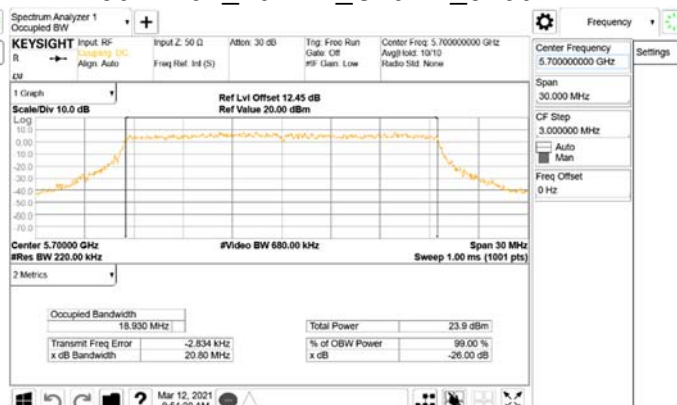 Spectrum Analyzer 1
Occupied BW
Frequency
KEYSIGHT
Input: RF
Coupling: DC
Align: Auto
Input Z: 50 Ω
Freq Ref: Int (S)
Atten: 30 dB
Trig: Free Run
Gate: Off
#IF Gain: Low
Center Freq: 5.700000000 GHz
Avg|Hold: 10/10
Radio Std: None
R
LXI
Center Frequency
5.700000000 GHz
Settings
Span
30.000 MHz
CF Step
3.000000 MHz
Auto
Man
Freq Offset
0 Hz
1 Graph
Scale/Div 10.0 dB
Ref Lvl Offset 12.45 dB
Ref Value 20.00 dBm
Log
10.0
0.00
-10.0
-20.0
-30.0
-40.0
-50.0
-60.0
-70.0
Center 5.70000 GHz
#Video BW 680.00 kHz
Span 30 MHz
#Res BW 220.00 kHz
Sweep 1.00 ms (1001 pts)
2 Metrics
Occupied Bandwidth
18.930 MHz
Total Power 23.9 dBm
Transmit Freq Error -2.834 kHz
% of OBW Power 99.00 %
x dB Bandwidth 20.80 MHz
x dB -26.00 dB
Mar 12, 2021